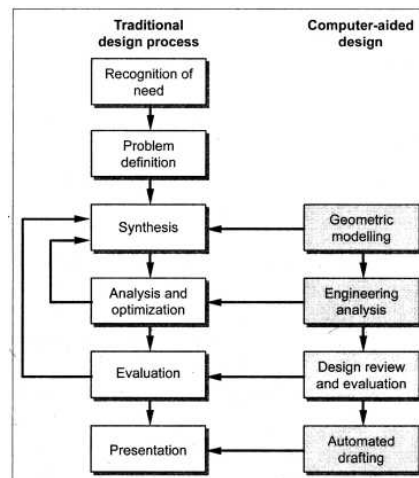 Traditional
design process
Computer-aided
design
Recognition of
need
Problem
definition
Synthesis
Geometric
modelling
Analysis and
optimization
Engineering
analysis
Evaluation
Design review
and evaluation
Presentation
Automated
drafting